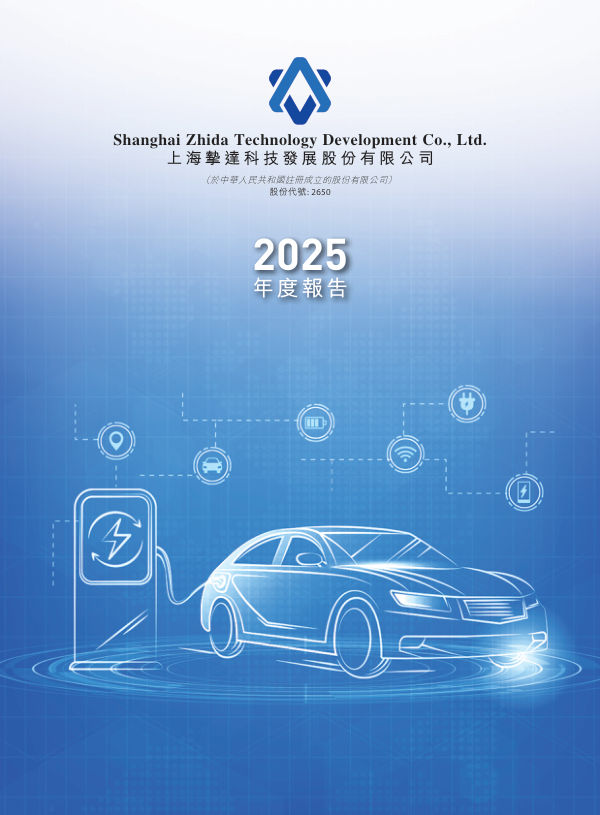 Shanghai Zhida Technology Development Co., Ltd.
上海摯達科技發展股份有限公司
（於中華人民共和國註冊成立的股份有限公司）
股份代號: 2650
2025
年度報告